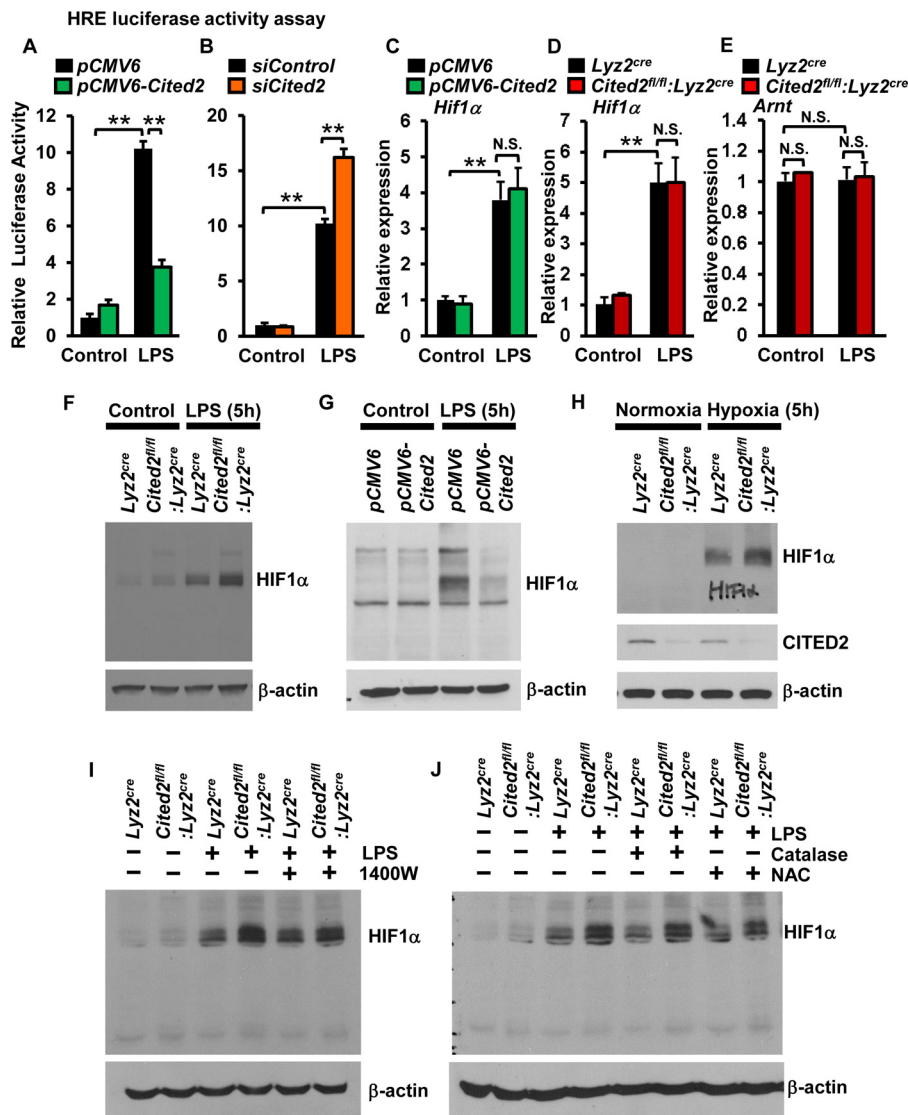 HRE luciferase activity assay
A
pCMV6
pCMV6-Cited2
Relative Luciferase Activity
12
10
8
6
4
2
0
**
**
Control
LPS
B
siControl
siCited2
20
15
10
5
0
**
**
Control
LPS
C
pCMV6
pCMV6-Cited2
Hif1α
Relative expression
6
5
4
3
2
1
0
**
N.S.
Control
LPS
D
Lyz2cre
Cited2fl/fl:Lyz2cre
Hif1α
Relative expression
7
6
5
4
3
2
1
0
**
N.S.
Control
LPS
E
Lyz2cre
Cited2fl/fl:Lyz2cre
Arnt
Relative expression
1.2
1
0.8
0.6
0.4
0.2
0
N.S.
N.S.
N.S.
Control
LPS
F
Control LPS (5h)
Lyz2cre
Cited2fl/fl
:Lyz2cre
Lyz2cre
Cited2fl/fl
:Lyz2cre
HIF1α
β-actin
G
Control LPS (5h)
pCMV6
pCMV6-
Cited2
pCMV6
pCMV6-
Cited2
HIF1α
β-actin
H
Normoxia Hypoxia (5h)
Lyz2cre
Cited2fl/fl
:Lyz2cre
Lyz2cre
Cited2fl/fl
:Lyz2cre
HIF1α
HIF1α
CITED2
β-actin
I
Lyz2cre
Cited2fl/fl
:Lyz2cre
Lyz2cre
Cited2fl/fl
:Lyz2cre
Lyz2cre
Cited2fl/fl
:Lyz2cre
− − + + + + LPS
− − − − + + 1400W
HIF1α
β-actin
J
Lyz2cre
Cited2fl/fl
:Lyz2cre
Lyz2cre
Cited2fl/fl
:Lyz2cre
Lyz2cre
Cited2fl/fl
:Lyz2cre
Lyz2cre
Cited2fl/fl
:Lyz2cre
− − + + + + + + LPS
− − − − + + − − Catalase
− − − − − − + + NAC
HIF1α
β-actin